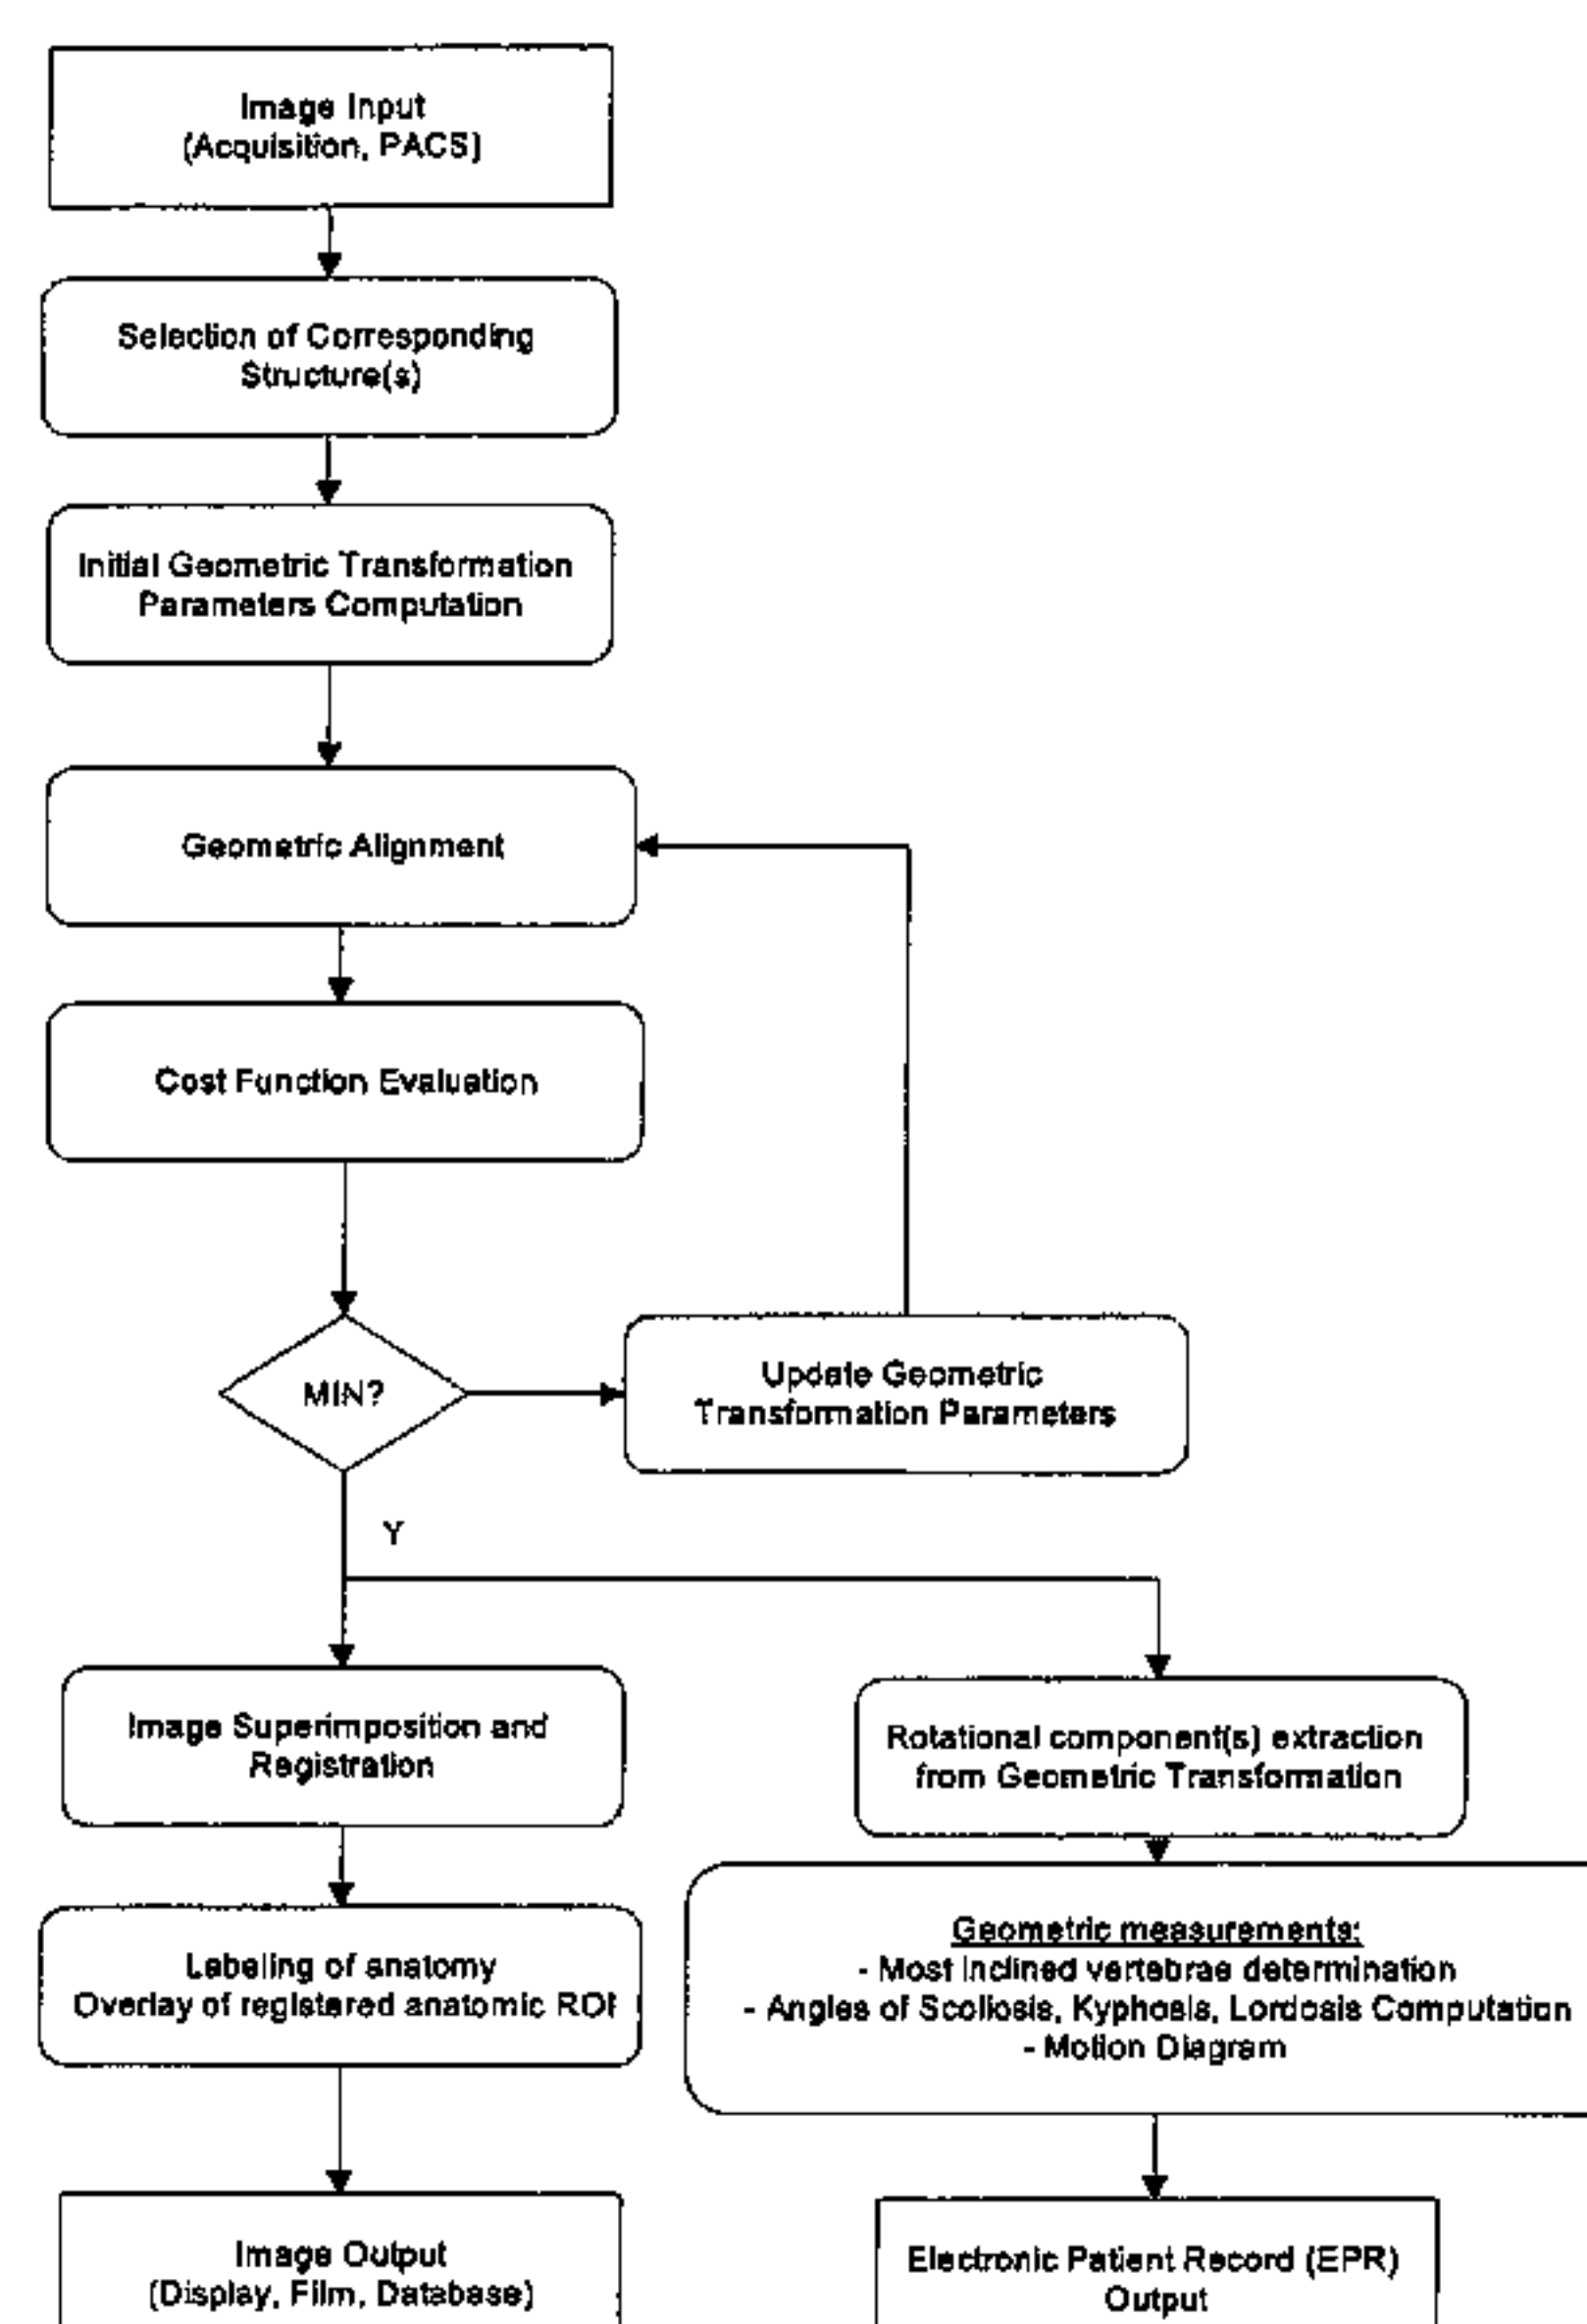 Image Input
(Acquisition, PACS)
Selection of Corresponding
Structure(s)
Initial Geometric Transformation
Parameters Computation
Geometric Alignment
Cost Function Evaluation
MIN?
Update Geometric
Transformation Parameters
Y
Image Superimposition and
Registration
Rotational component(s) extraction
from Geometric Transformation
Labeling of anatomy
Overlay of registered anatomic ROI
Geometric measurements:
- Most inclined vertebrae determination
- Angles of Scoliosis, Kyphosis, Lordosis Computation
- Motion Diagram
Image Output
(Display, Film, Database)
Electronic Patient Record (EPR)
Output